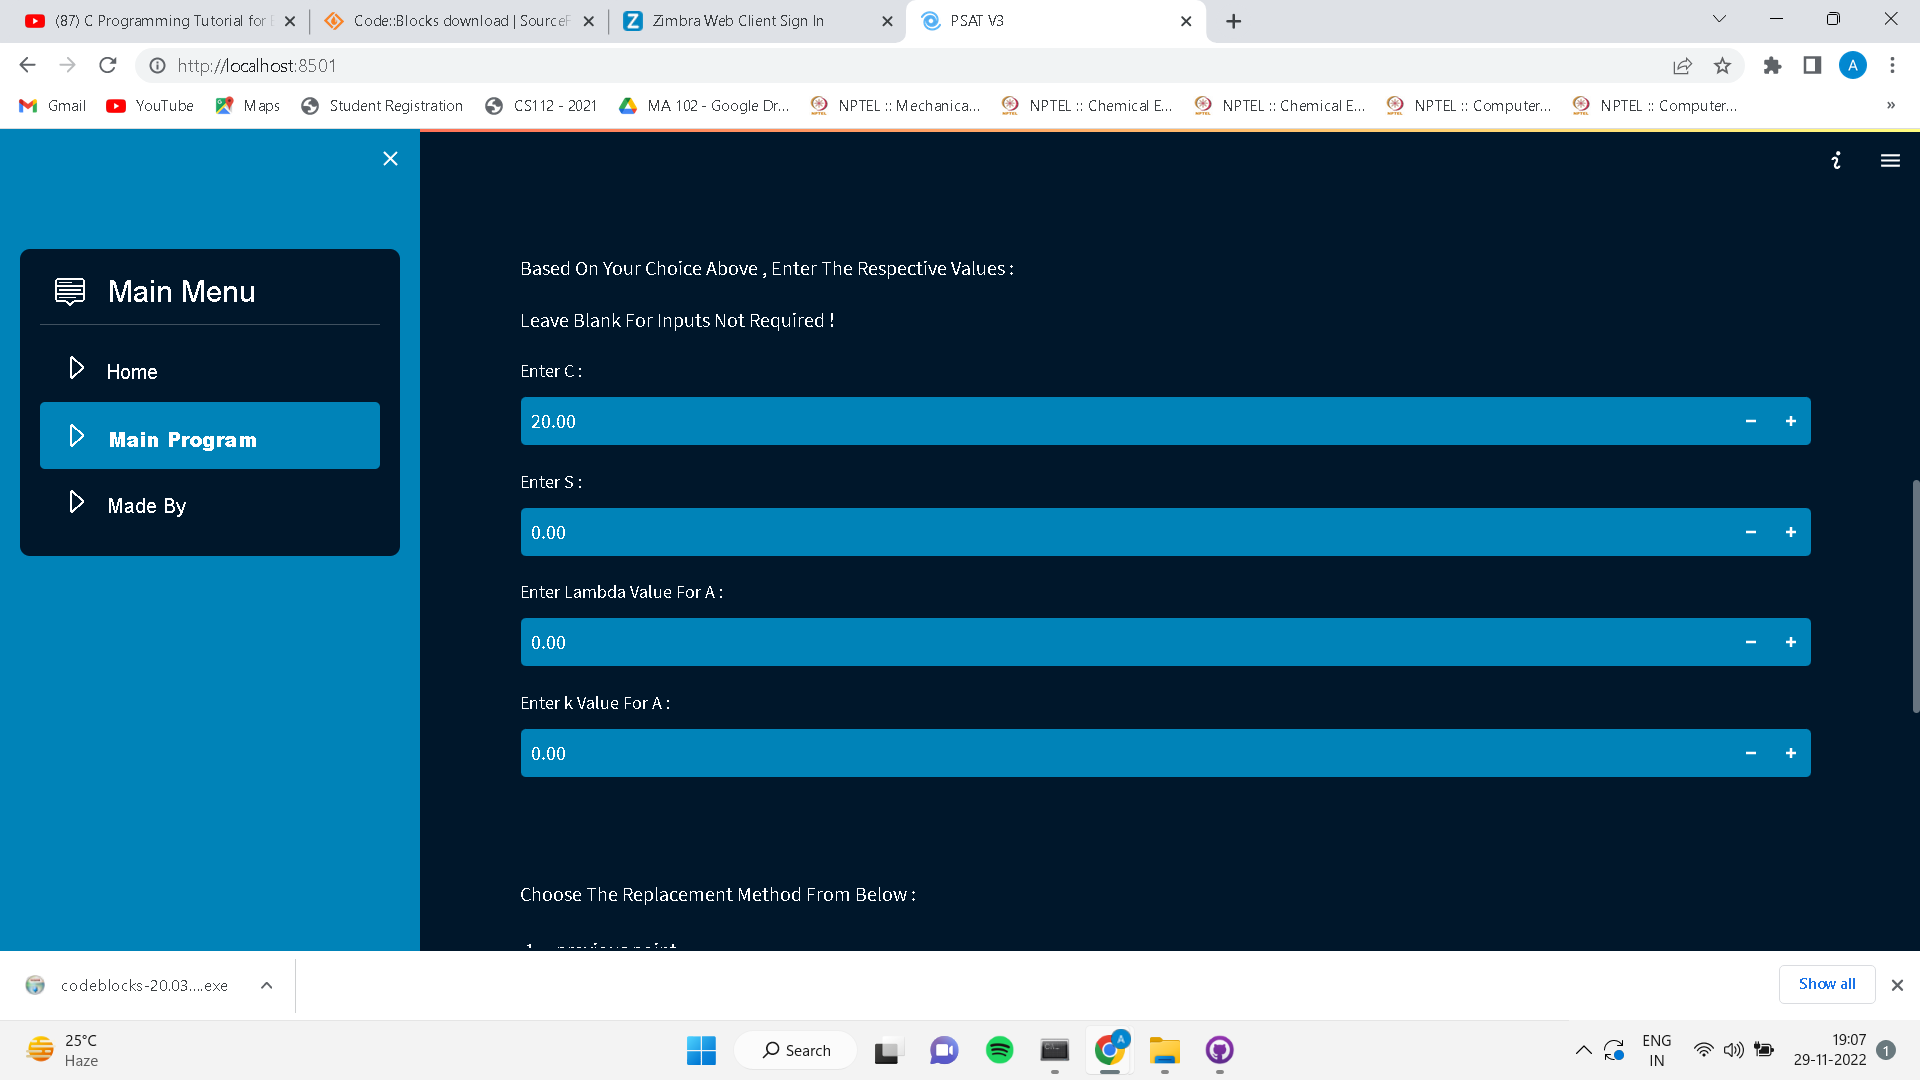 (87) C Programming Tutorial for
Code::Blocks download | Source
Zimbra Web Client Sign In
PSAT V3
http://localhost:8501
A
Gmail
YouTube
Maps
Student Registration
CS112 - 2021
MA 102 - Google Dr...
NPTEL :: Mechanica...
NPTEL :: Chemical E...
NPTEL :: Chemical E...
NPTEL :: Computer...
NPTEL :: Computer...
»
Main Menu
Home
Main Program
Made By
Based On Your Choice Above , Enter The Respective Values :
Leave Blank For Inputs Not Required !
Enter C :
20.00
Enter S :
0.00
Enter Lambda Value For A :
0.00
Enter k Value For A :
0.00
Choose The Replacement Method From Below :
codeblocks-20.03....exe
Show all
25°C
Haze
Search
A
ENG
IN
19:07
29-11-2022
1